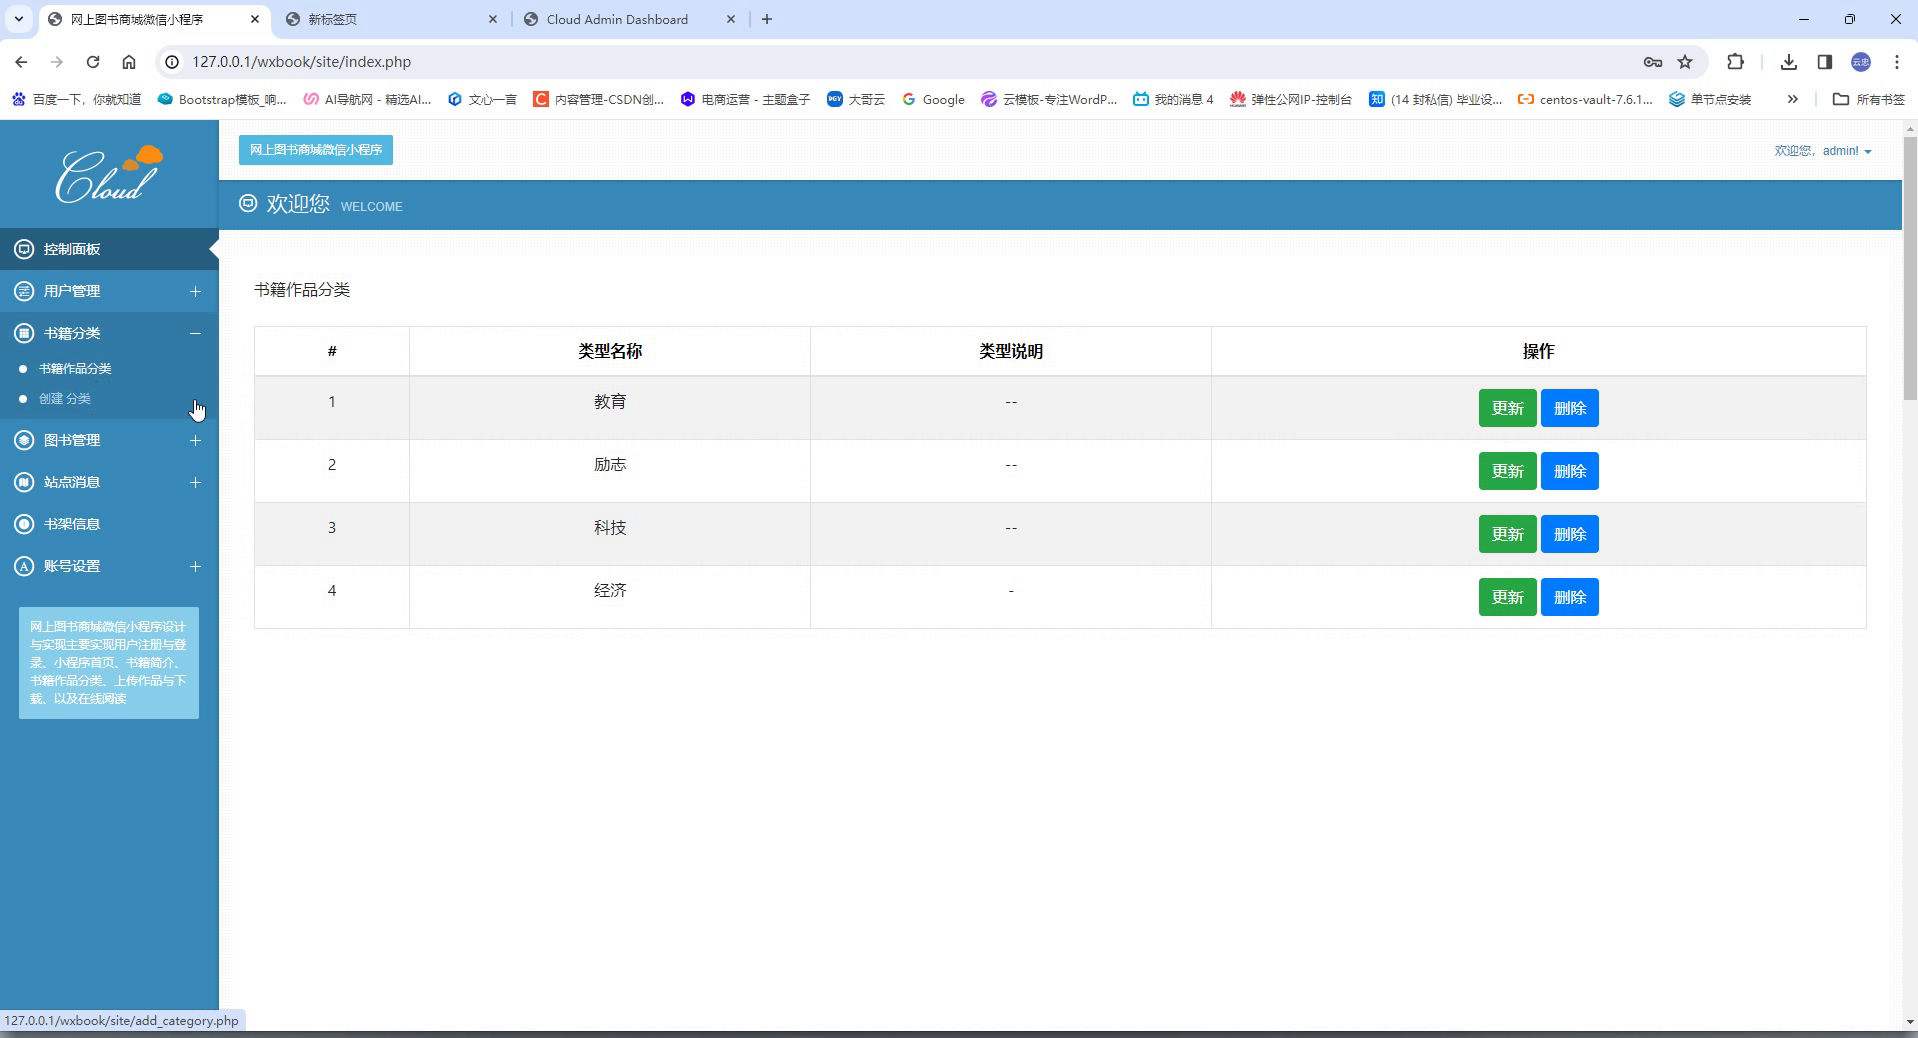 网上图书商城微信小程序
新标签页
Cloud Admin Dashboard
127.0.0.1/wxbook/site/index.php
云忠
百度一下，你就知道
Bootstrap模板_响...
AI导航网 - 精选AI...
文心一言
内容管理-CSDN创...
电商运营 - 主题盒子
大哥云
Google
云模板-专注WordP...
我的消息 4
弹性公网IP-控制台
(14 封私信) 毕业设...
centos-vault-7.6.1...
单节点安装
所有书签
Cloud
网上图书商城微信小程序
欢迎您，admin!
欢迎您 WELCOME
控制面板
用户管理
书籍分类
书籍作品分类
创建 分类
图书管理
站点消息
书架信息
账号设置
网上图书商城微信小程序设计
与实现主要实现用户注册与登
录、小程序首页、书籍简介、
书籍作品分类、上传作品与下
载、以及在线阅读
书籍作品分类
# 类型名称 类型说明 操作
1 教育 -- 更新 删除
2 励志 -- 更新 删除
3 科技 -- 更新 删除
4 经济 - 更新 删除
127.0.0.1/wxbook/site/add_category.php